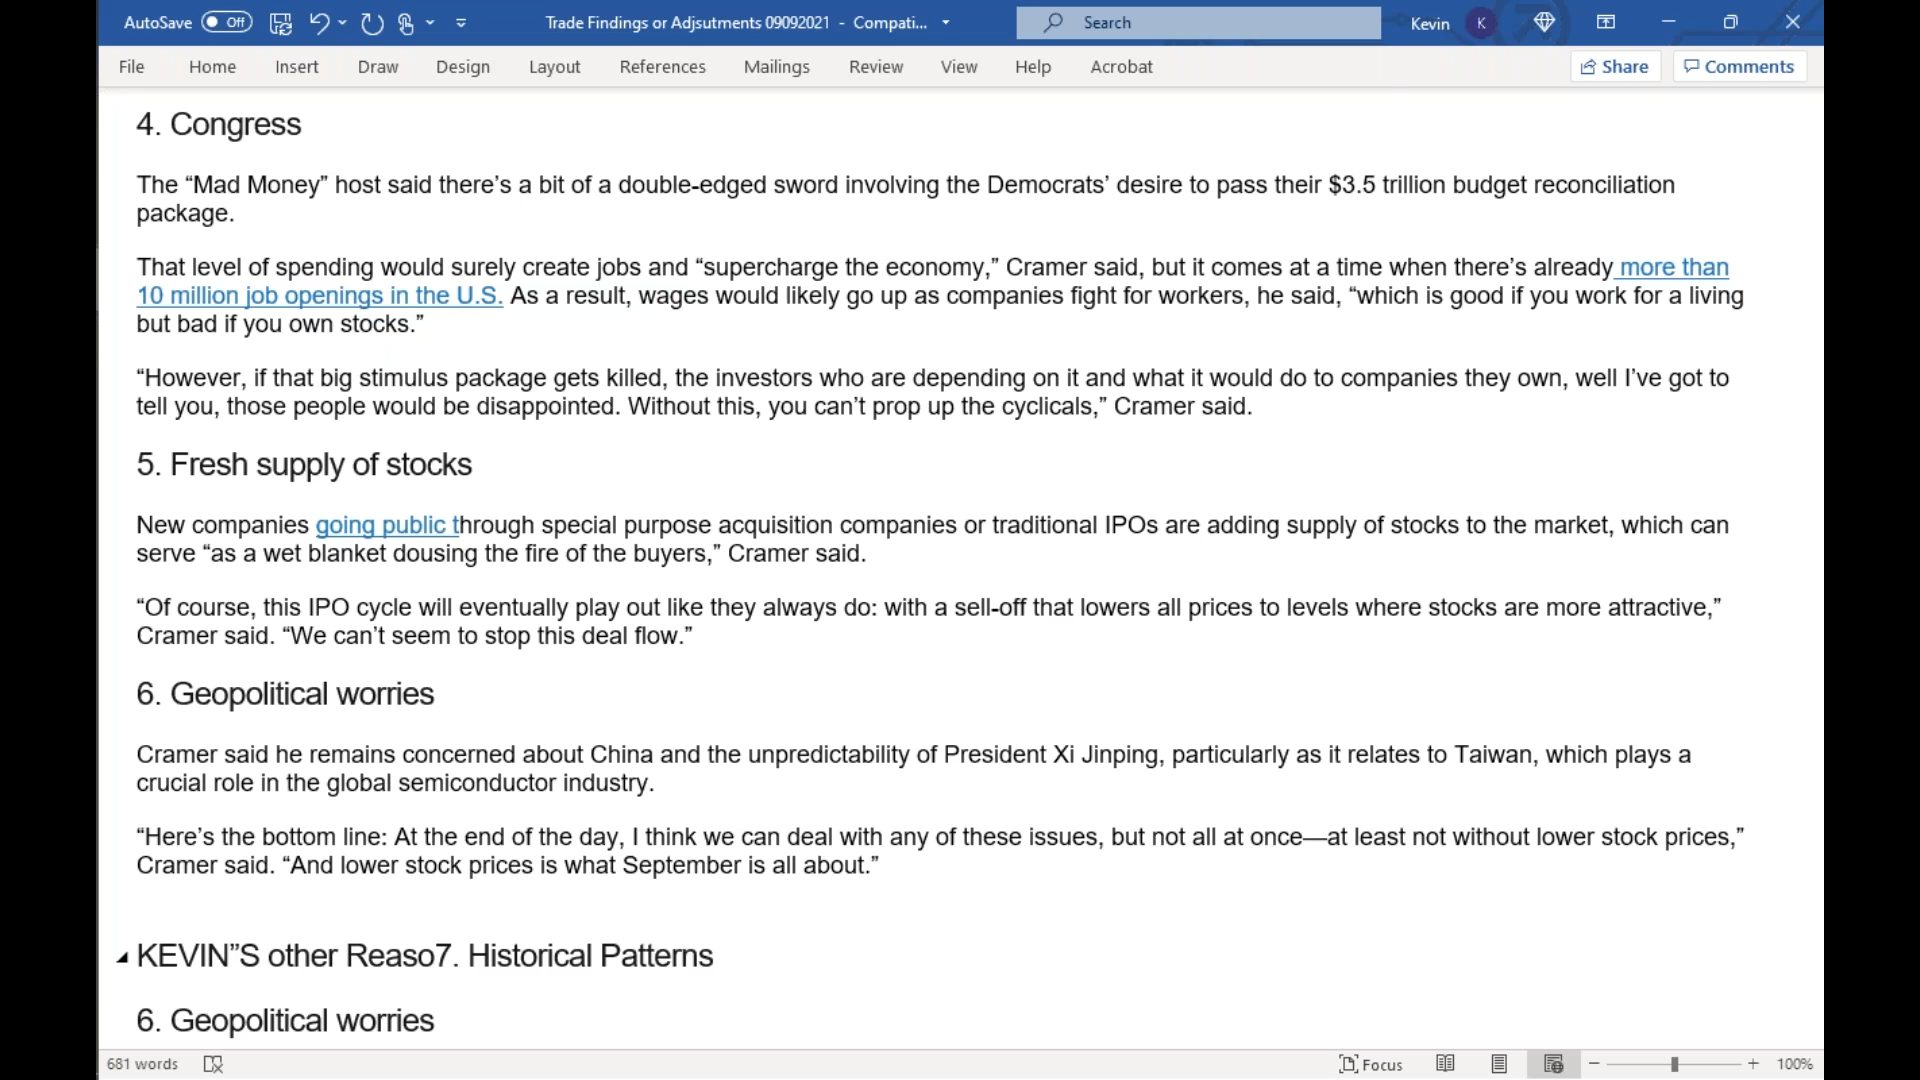 AutoSave Off Trade Findings or Adjsutments 09092021 - Compati... Search Kevin K
File Home Insert Draw Design Layout References Mailings Review View Help Acrobat Share Comments
4. Congress
The “Mad Money” host said there’s a bit of a double-edged sword involving the Democrats’ desire to pass their $3.5 trillion budget reconciliation
package.
That level of spending would surely create jobs and “supercharge the economy,” Cramer said, but it comes at a time when there’s already more than
10 million job openings in the U.S. As a result, wages would likely go up as companies fight for workers, he said, “which is good if you work for a living
but bad if you own stocks.”
“However, if that big stimulus package gets killed, the investors who are depending on it and what it would do to companies they own, well I’ve got to
tell you, those people would be disappointed. Without this, you can’t prop up the cyclicals,” Cramer said.
5. Fresh supply of stocks
New companies going public through special purpose acquisition companies or traditional IPOs are adding supply of stocks to the market, which can
serve “as a wet blanket dousing the fire of the buyers,” Cramer said.
“Of course, this IPO cycle will eventually play out like they always do: with a sell-off that lowers all prices to levels where stocks are more attractive,”
Cramer said. “We can’t seem to stop this deal flow.”
6. Geopolitical worries
Cramer said he remains concerned about China and the unpredictability of President Xi Jinping, particularly as it relates to Taiwan, which plays a
crucial role in the global semiconductor industry.
“Here’s the bottom line: At the end of the day, I think we can deal with any of these issues, but not all at once—at least not without lower stock prices,”
Cramer said. “And lower stock prices is what September is all about.”
KEVIN”S other Reaso7. Historical Patterns
6. Geopolitical worries
681 words Focus 100%